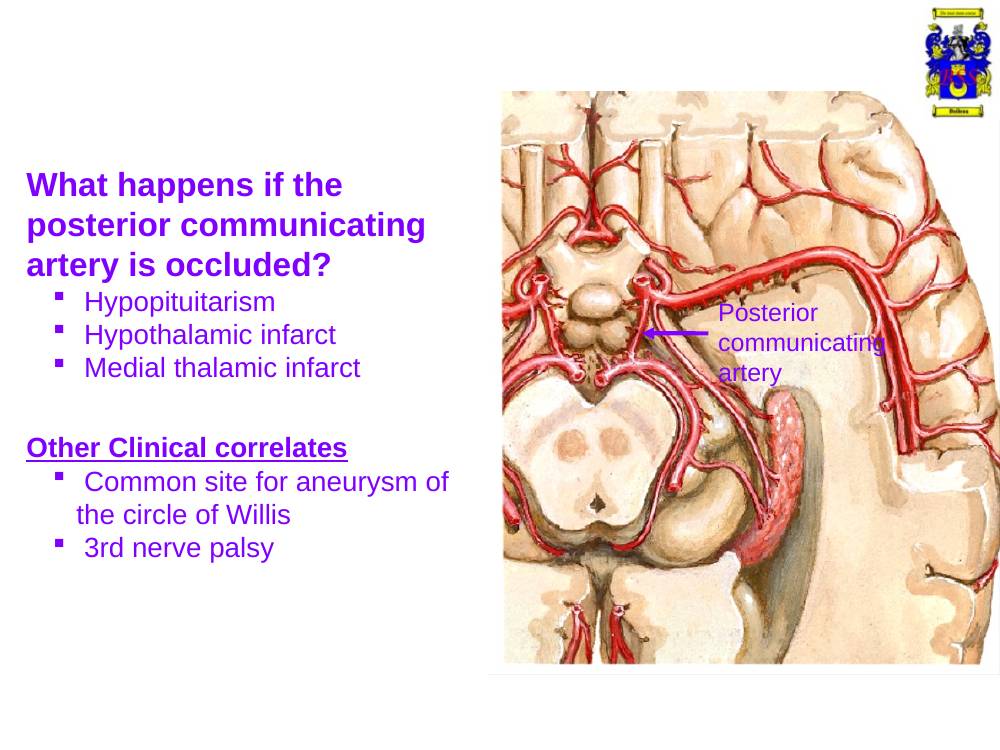 What happens if the
posterior communicating
artery is occluded?
▪ Hypopituitarism
▪ Hypothalamic infarct
▪ Medial thalamic infarct
Other Clinical correlates
▪ Common site for aneurysm of
the circle of Willis
▪ 3rd nerve palsy
Posterior
communicating
artery